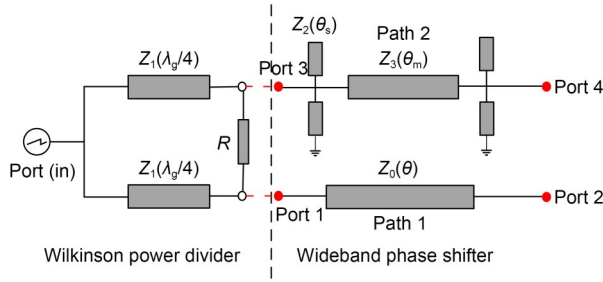 Z₂(θₛ)
Path 2
Z₁(λg/4)
Port 3
Z₃(θₘ)
Port 4
R
Port (in)
Z₁(λg/4)
Z₀(θ)
Port 2
Port 1
Path 1
Wilkinson power divider
Wideband phase shifter